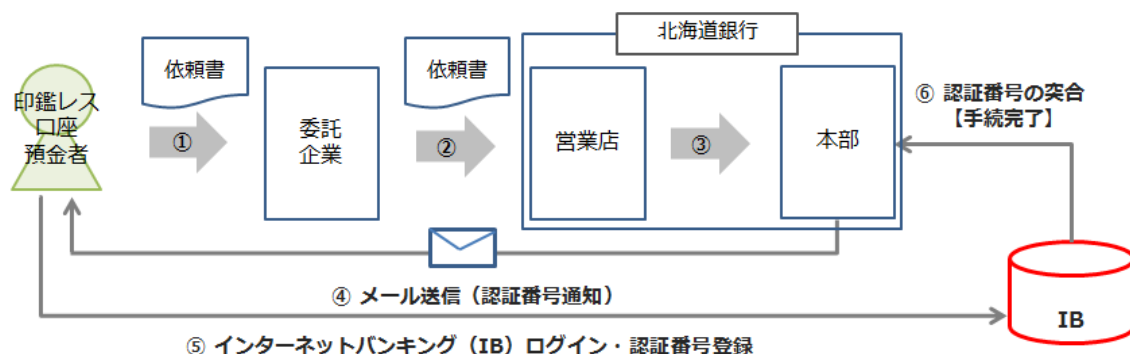 北海道銀行
依頼書
依頼書
印鑑レス
口座
預金者
①
委託
企業
②
営業店
③
本部
⑥ 認証番号の突合
【手続完了】
④ メール送信（認証番号通知）
IB
⑤ インターネットバンキング（IB）ログイン・認証番号登録